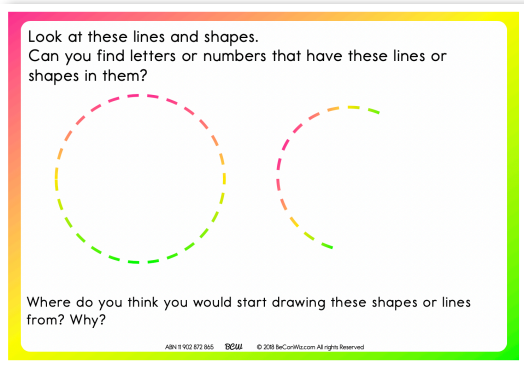 Look at these lines and shapes.
Can you find letters or numbers that have these lines or
shapes in them?
Where do you think you would start drawing these shapes or lines
from? Why?
ABN 11 902 872 865 BCW © 2018 BeConWiz.com All rights Reserved